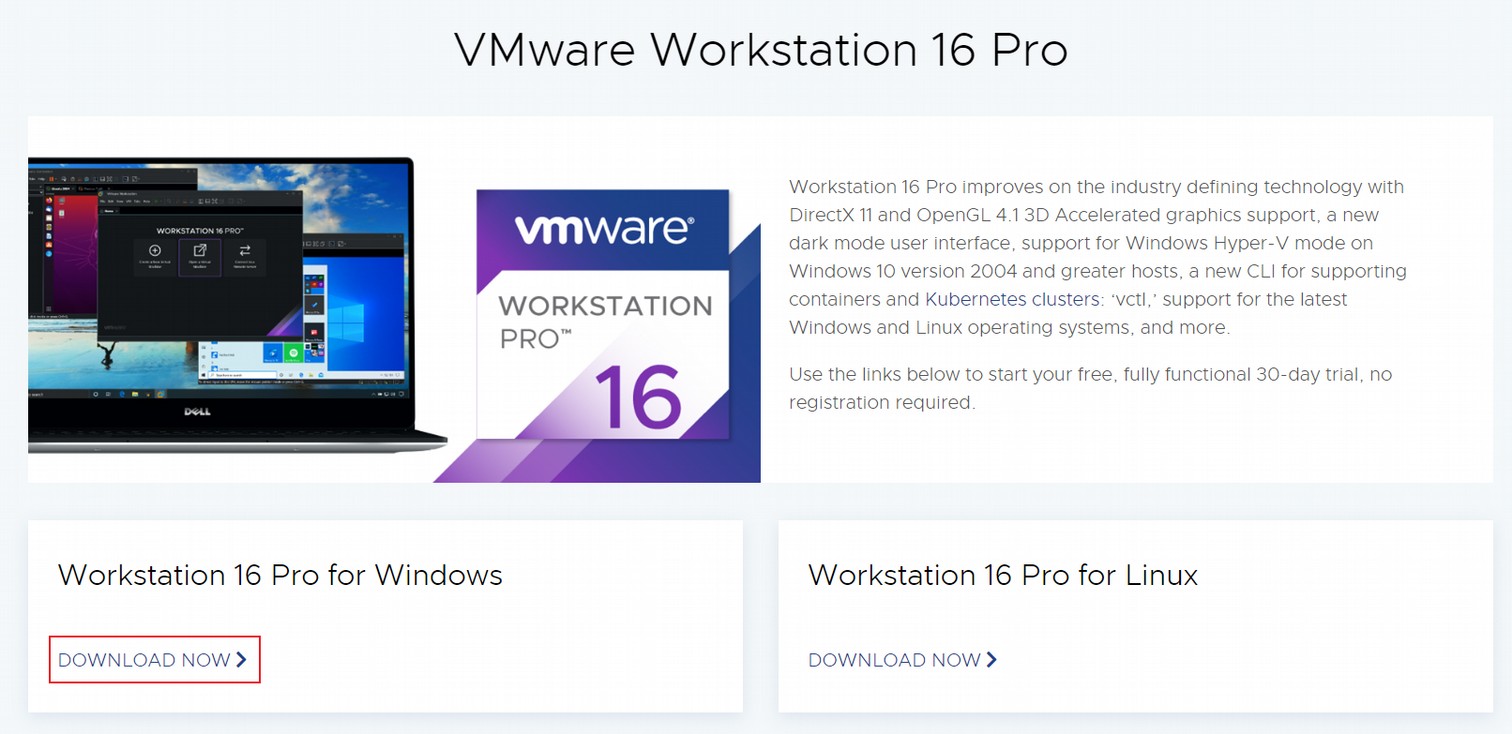 VMware Workstation 16 Pro
WORKSTATION 16 PRO™
DELL
vmware®
WORKSTATION
PRO™
16
Workstation 16 Pro improves on the industry defining technology with
DirectX 11 and OpenGL 4.1 3D Accelerated graphics support, a new
dark mode user interface, support for Windows Hyper-V mode on
Windows 10 version 2004 and greater hosts, a new CLI for supporting
containers and Kubernetes clusters: ‘vctl,’ support for the latest
Windows and Linux operating systems, and more.
Use the links below to start your free, fully functional 30-day trial, no
registration required.
Workstation 16 Pro for Windows
DOWNLOAD NOW
Workstation 16 Pro for Linux
DOWNLOAD NOW